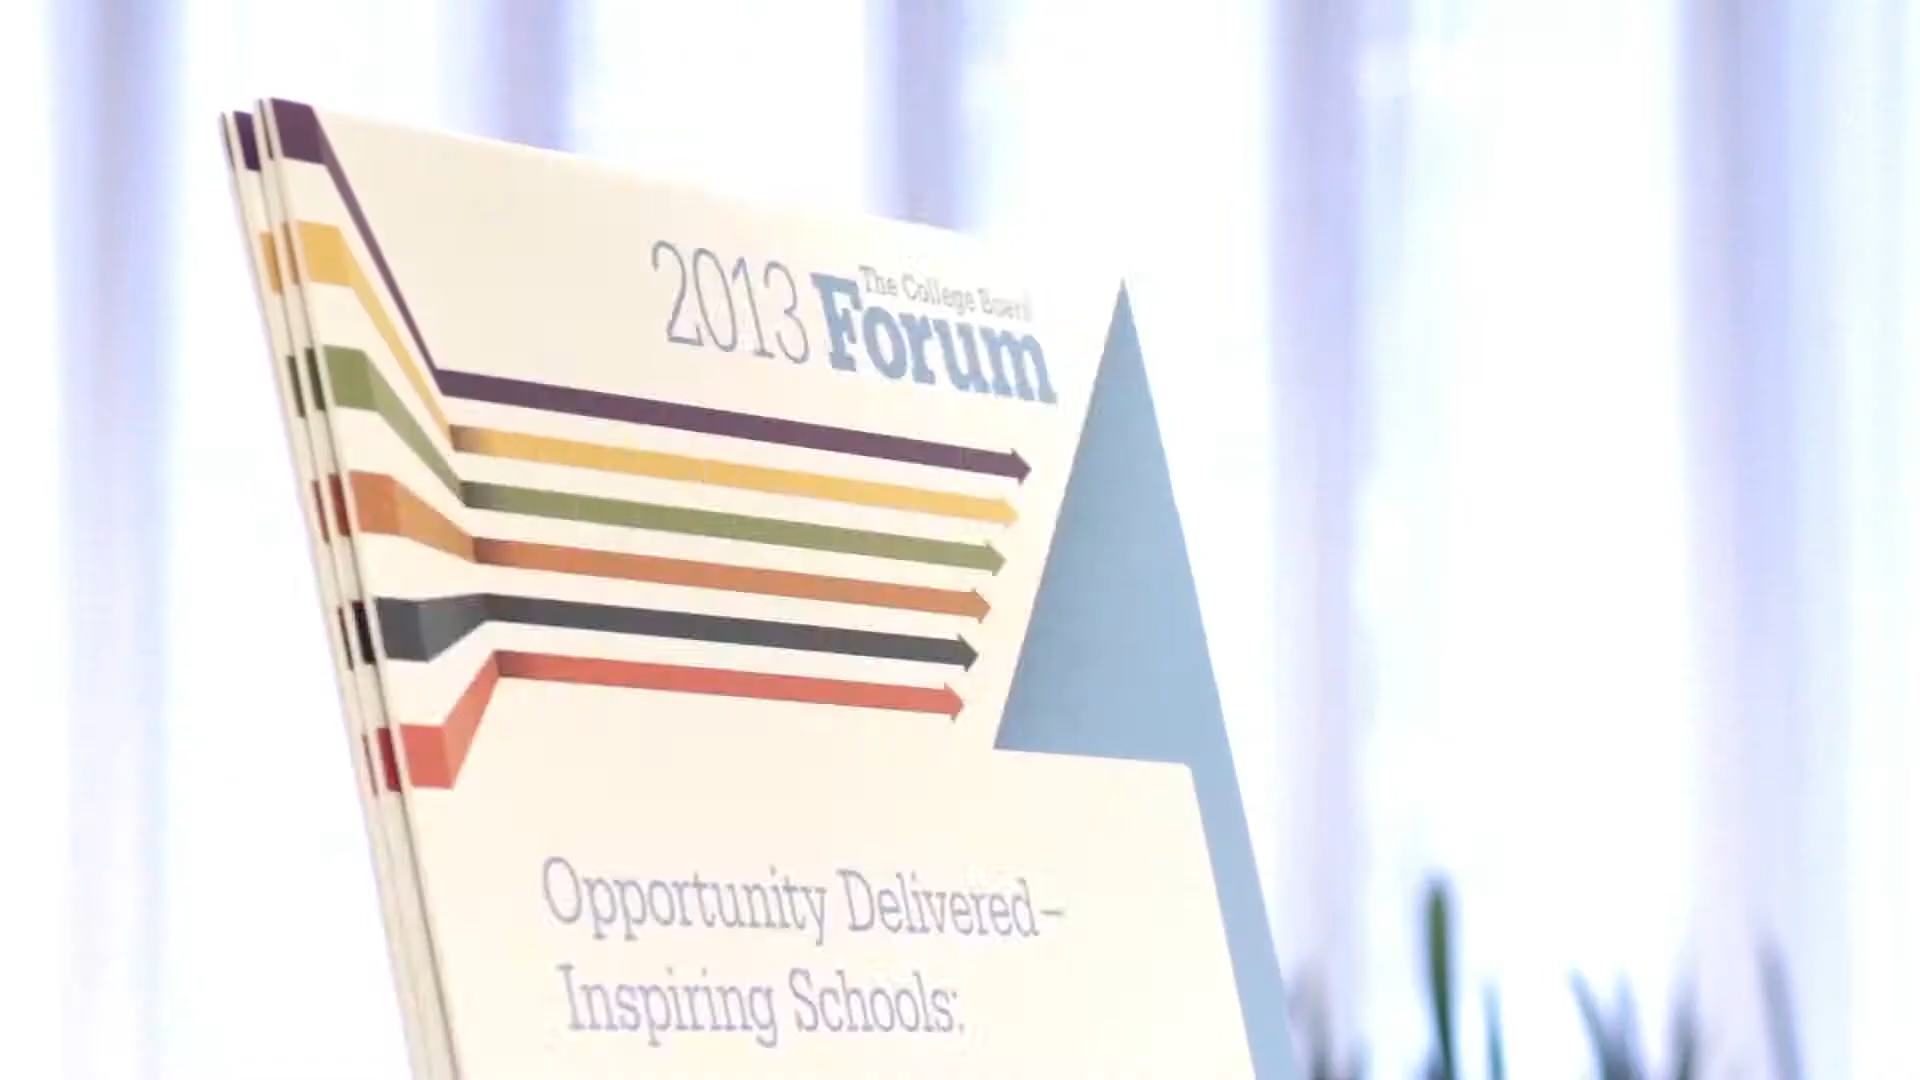 2013 The College Board
Forum
Opportunity Delivered–
Inspiring Schools: